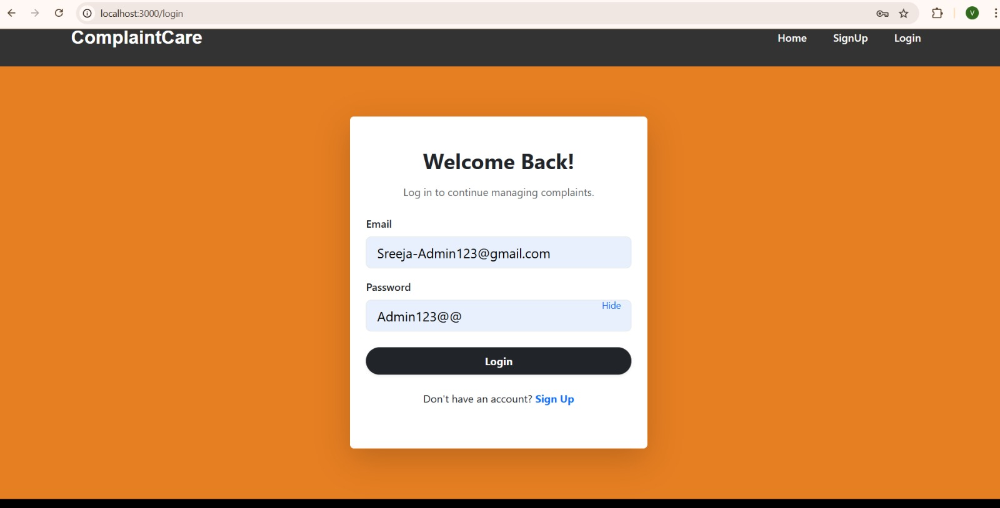 localhost:3000/login
V
ComplaintCare
Home SignUp Login
Welcome Back!
Log in to continue managing complaints.
Email
Sreeja-Admin123@gmail.com
Password
Hide
Admin123@@
Login
Don't have an account? Sign Up